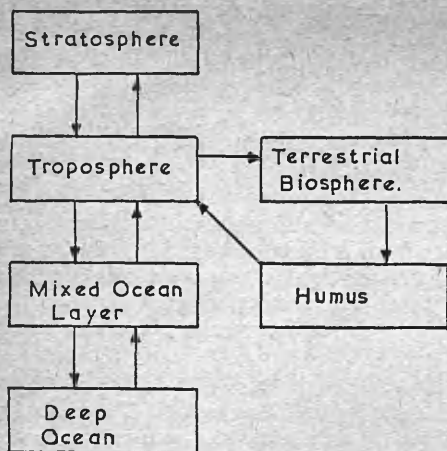 Stratosphere
Troposphere
Terrestrial
Biosphere.
Mixed Ocean
Layer
Humus
Deep
Ocean